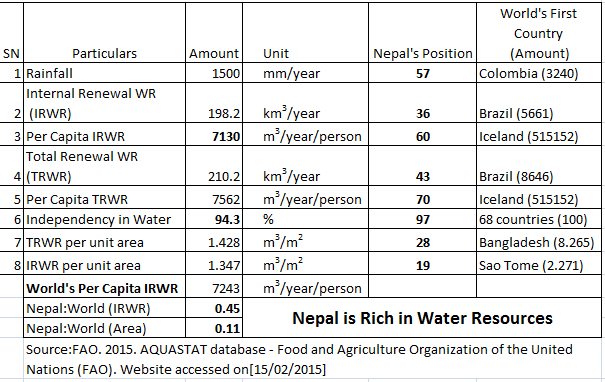 SN Particulars Amount Unit Nepal's Position World's First Country (Amount)
1 Rainfall 1500 mm/year 57 Colombia (3240)
2 Internal Renewal WR (IRWR) 198.2 km³/year 36 Brazil (5661)
3 Per Capita IRWR 7130 m³/year/person 60 Iceland (515152)
4 Total Renewal WR (TRWR) 210.2 km³/year 43 Brazil (8646)
5 Per Capita TRWR 7562 m³/year/person 70 Iceland (515152)
6 Independency in Water 94.3 % 97 68 countries (100)
7 TRWR per unit area 1.428 m³/m² 28 Bangladesh (8.265)
8 IRWR per unit area 1.347 m³/m² 19 Sao Tome (2.271)
World's Per Capita IRWR 7243 m³/year/person
Nepal:World (IRWR) 0.45
Nepal:World (Area) 0.11
Nepal is Rich in Water Resources
Source:FAO. 2015. AQUASTAT database - Food and Agriculture Organization of the United
Nations (FAO). Website accessed on[15/02/2015]